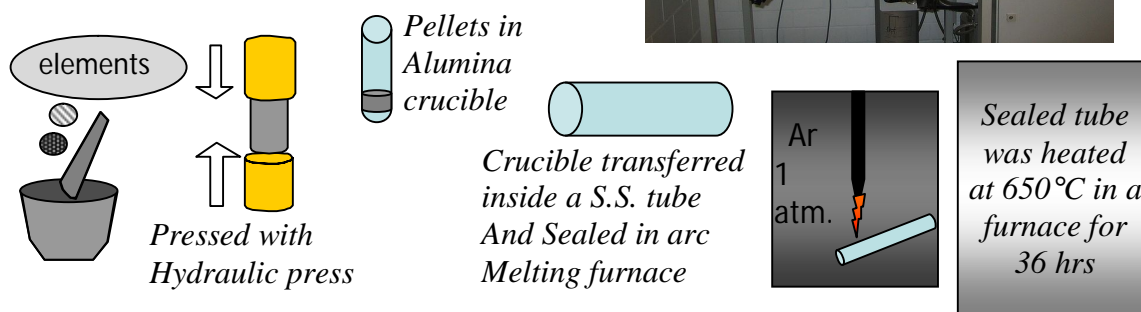 elements
Pressed with
Hydraulic press
Pellets in
Alumina
crucible
Crucible transferred
inside a S.S. tube
And Sealed in arc
Melting furnace
Ar
1
atm.
Sealed tube
was heated
at 650°C in a
furnace for
36 hrs